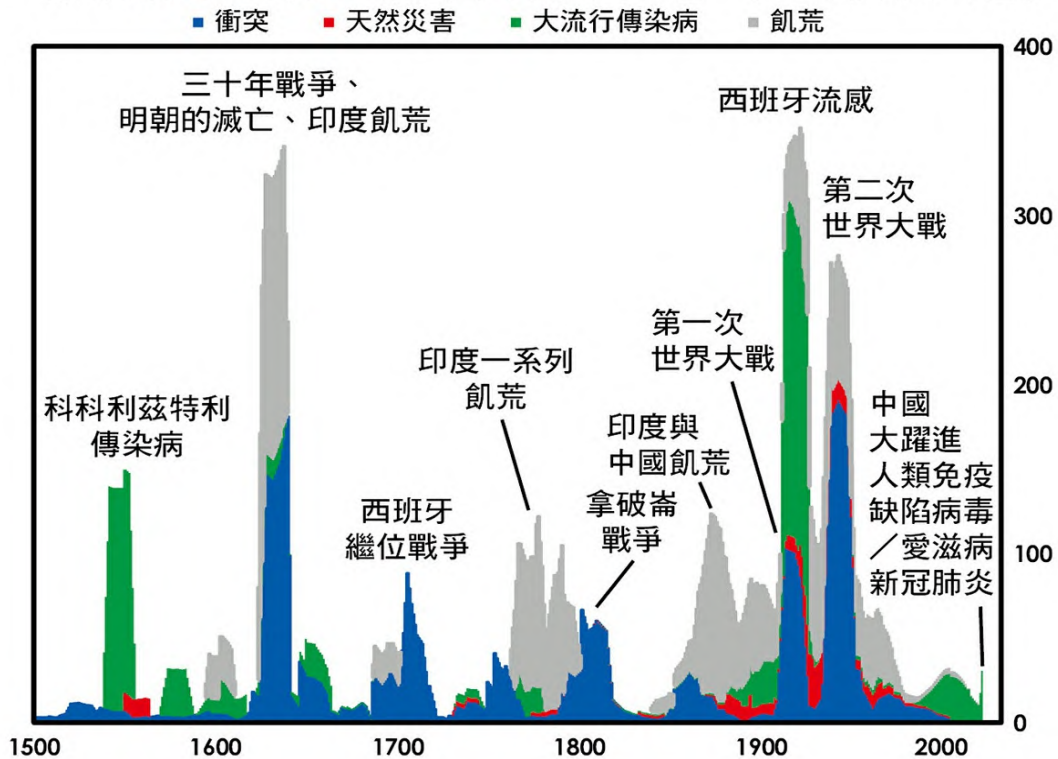 衝突 天然災害 大流行傳染病 飢荒
400
三十年戰爭、
明朝的滅亡、印度飢荒
西班牙流感
第二次
世界大戰
300
第一次
世界大戰
印度一系列
飢荒
200
科科利茲特利
傳染病
印度與
中國飢荒
中國
大躍進
人類免疫
缺陷病毒
／愛滋病
新冠肺炎
西班牙
繼位戰爭
拿破崙
戰爭
100
0
1500 1600 1700 1800 1900 2000